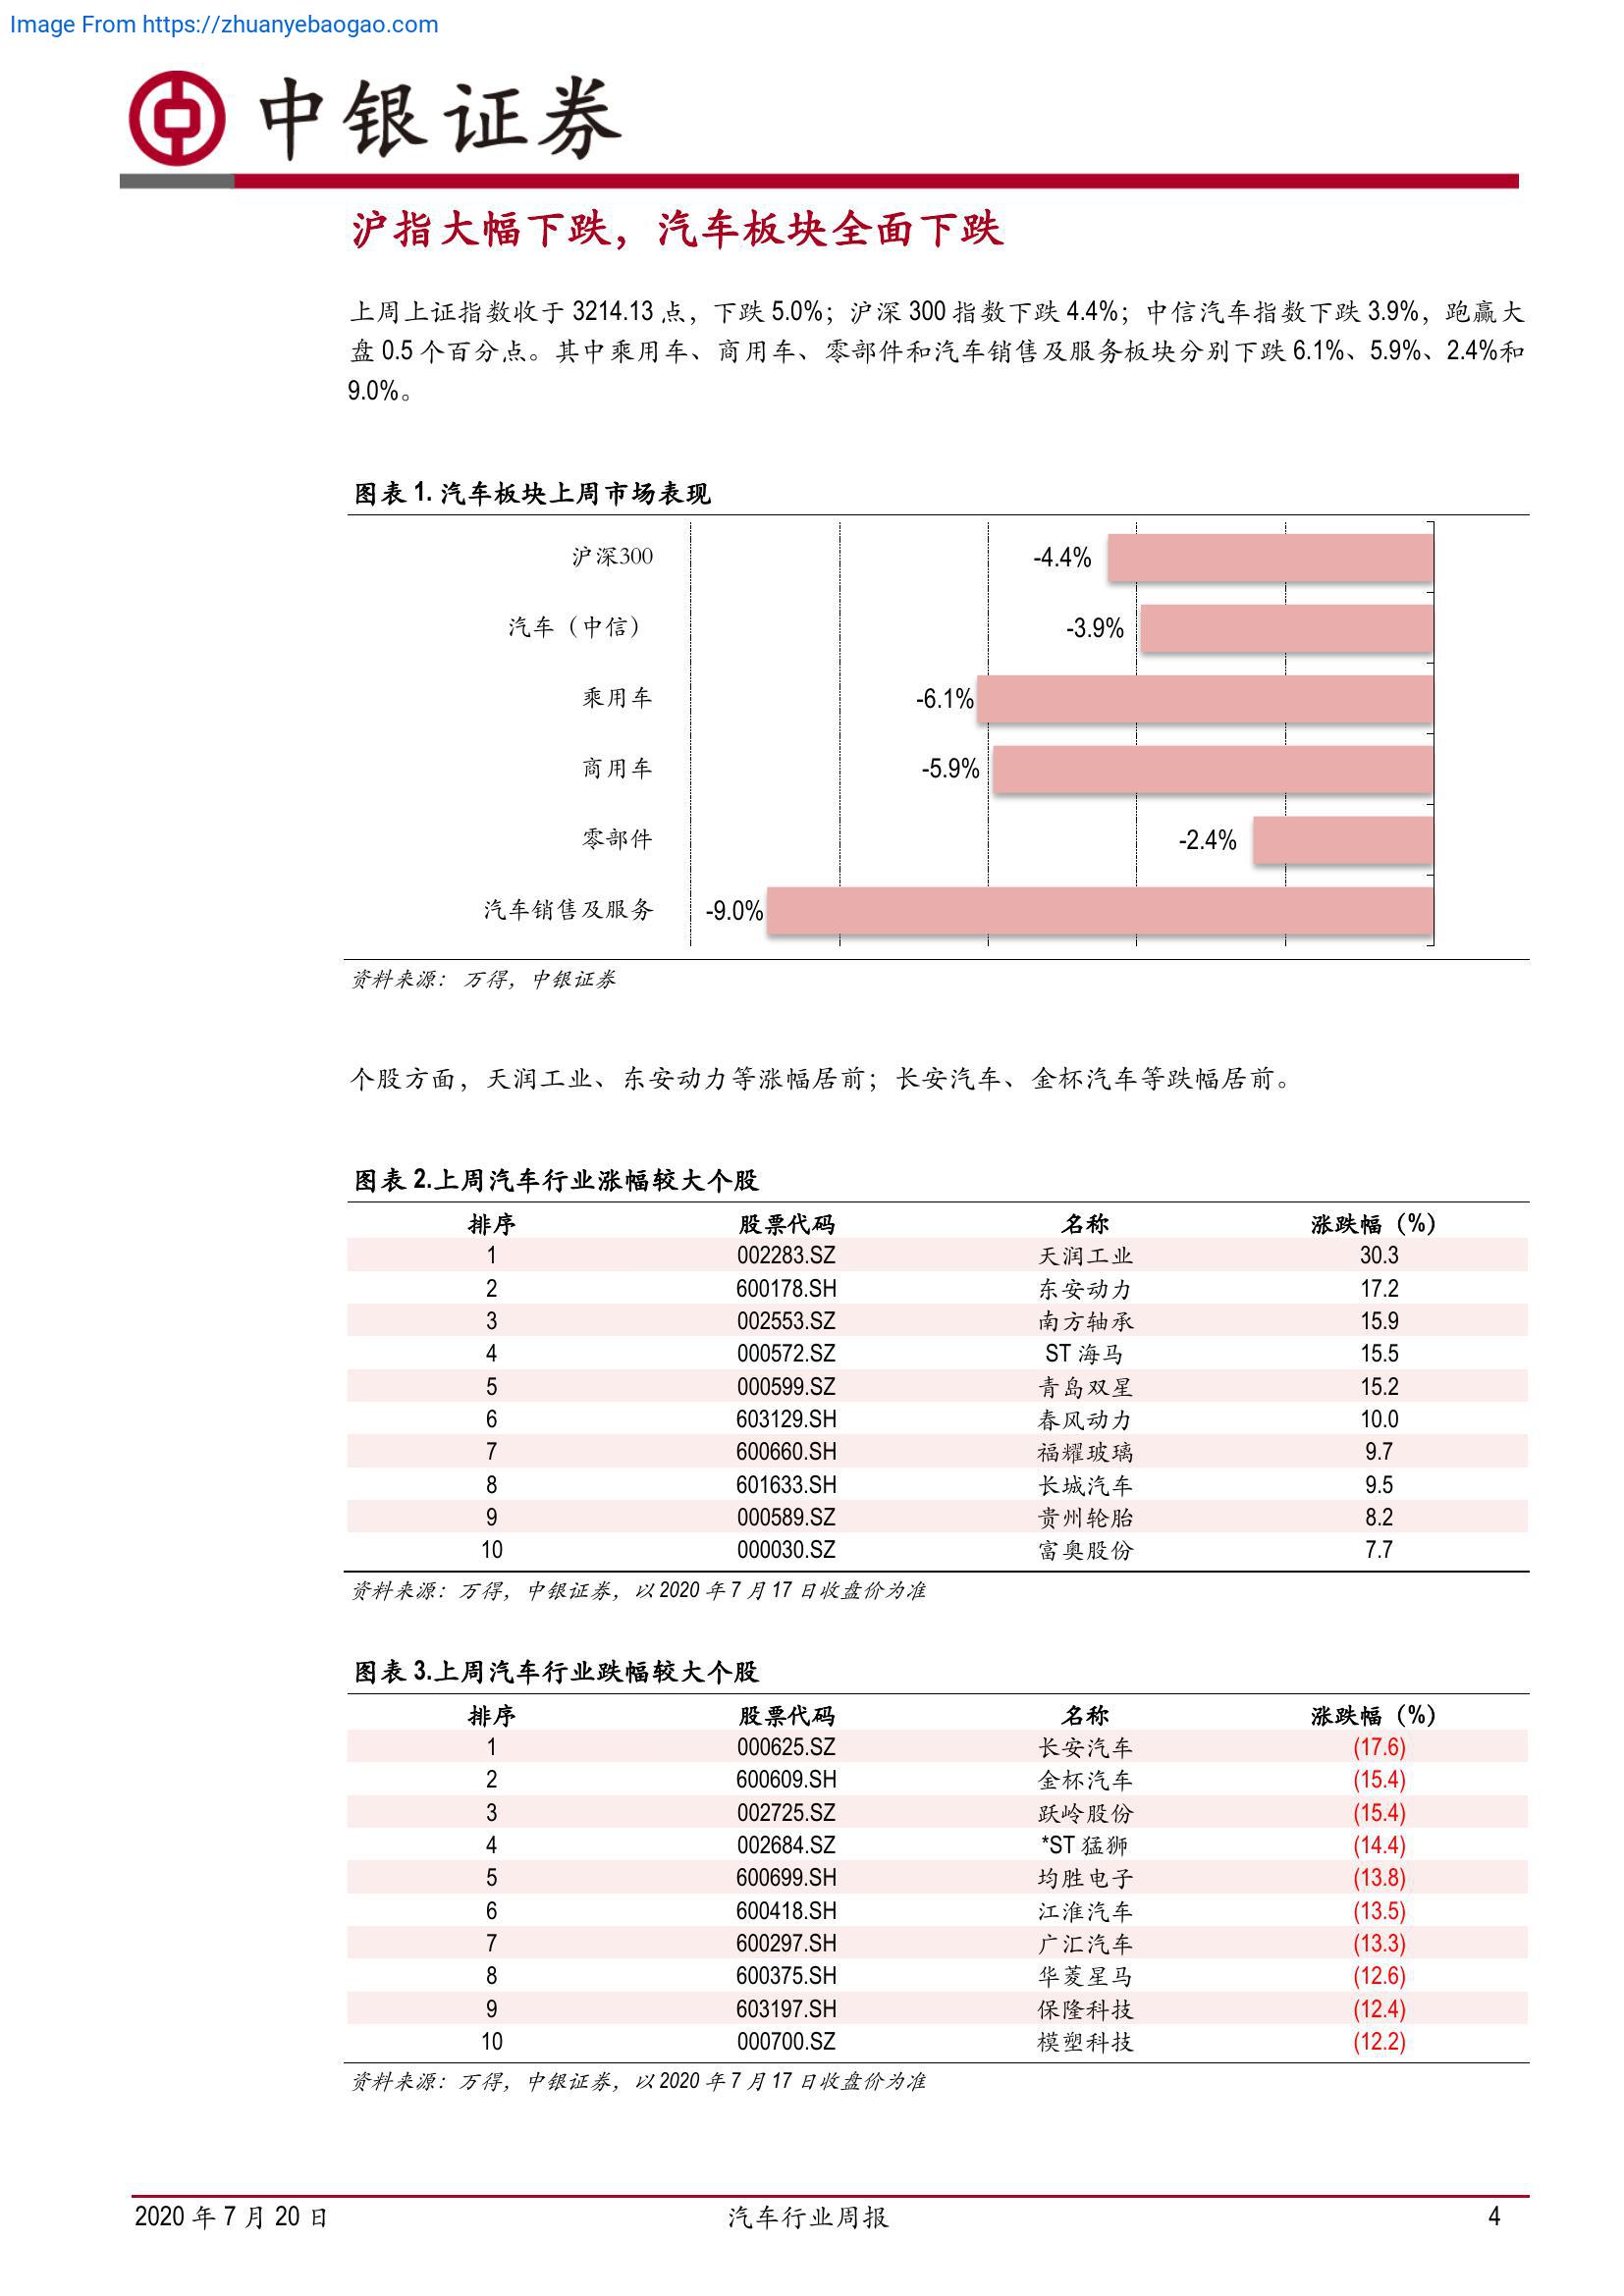 Image From https://zhuanyebaogao.com
中银证券
沪指大幅下跌，汽车板块全面下跌
上周上证指数收于 3214.13 点，下跌 5.0%；沪深 300 指数下跌 4.4%；中信汽车指数下跌 3.9%，跑赢大
盘 0.5 个百分点。其中乘用车、商用车、零部件和汽车销售及服务板块分别下跌 6.1%、5.9%、2.4%和
9.0%。
图表 1. 汽车板块上周市场表现
沪深300 -4.4%
汽车（中信） -3.9%
乘用车 -6.1%
商用车 -5.9%
零部件 -2.4%
汽车销售及服务 -9.0%
资料来源： 万得，中银证券
个股方面，天润工业、东安动力等涨幅居前；长安汽车、金杯汽车等跌幅居前。
图表 2.上周汽车行业涨幅较大个股
排序 股票代码 名称 涨跌幅（%）
1 002283.SZ 天润工业 30.3
2 600178.SH 东安动力 17.2
3 002553.SZ 南方轴承 15.9
4 000572.SZ ST 海马 15.5
5 000599.SZ 青岛双星 15.2
6 603129.SH 春风动力 10.0
7 600660.SH 福耀玻璃 9.7
8 601633.SH 长城汽车 9.5
9 000589.SZ 贵州轮胎 8.2
10 000030.SZ 富奥股份 7.7
资料来源：万得，中银证券，以 2020 年 7 月 17 日收盘价为准
图表 3.上周汽车行业跌幅较大个股
排序 股票代码 名称 涨跌幅（%）
1 000625.SZ 长安汽车 (17.6)
2 600609.SH 金杯汽车 (15.4)
3 002725.SZ 跃岭股份 (15.4)
4 002684.SZ *ST 猛狮 (14.4)
5 600699.SH 均胜电子 (13.8)
6 600418.SH 江淮汽车 (13.5)
7 600297.SH 广汇汽车 (13.3)
8 600375.SH 华菱星马 (12.6)
9 603197.SH 保隆科技 (12.4)
10 000700.SZ 模塑科技 (12.2)
资料来源：万得，中银证券，以 2020 年 7 月 17 日收盘价为准
2020 年 7 月 20 日 汽车行业周报 4